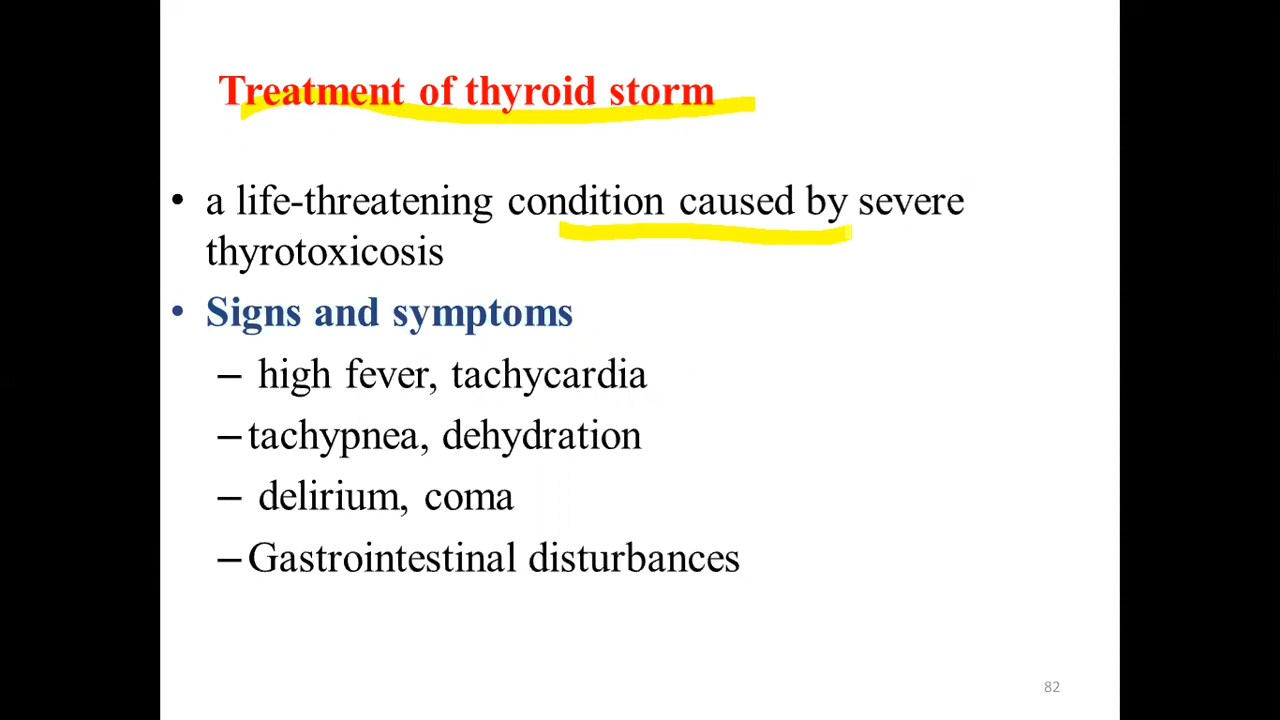 Treatment of thyroid storm
• a life-threatening condition caused by severe
thyrotoxicosis
• Signs and symptoms
– high fever, tachycardia
–tachypnea, dehydration
– delirium, coma
–Gastrointestinal disturbances
82